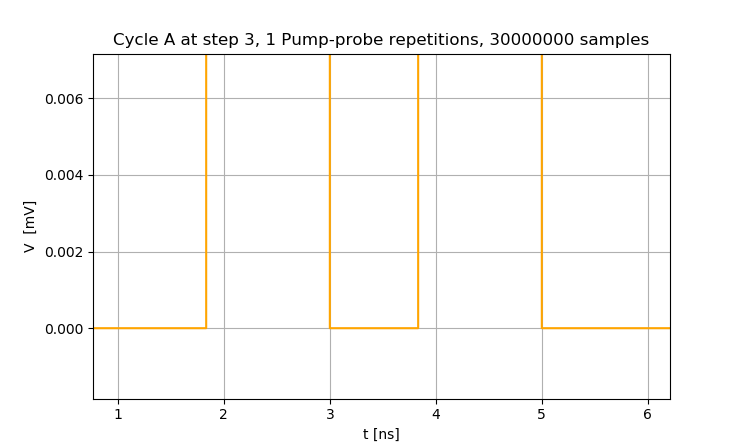 Cycle A at step 3, 1 Pump-probe repetitions, 30000000 samples
0.006
0.004
0.002
0.000
V [mV]
1 2 3 4 5 6
t [ns]